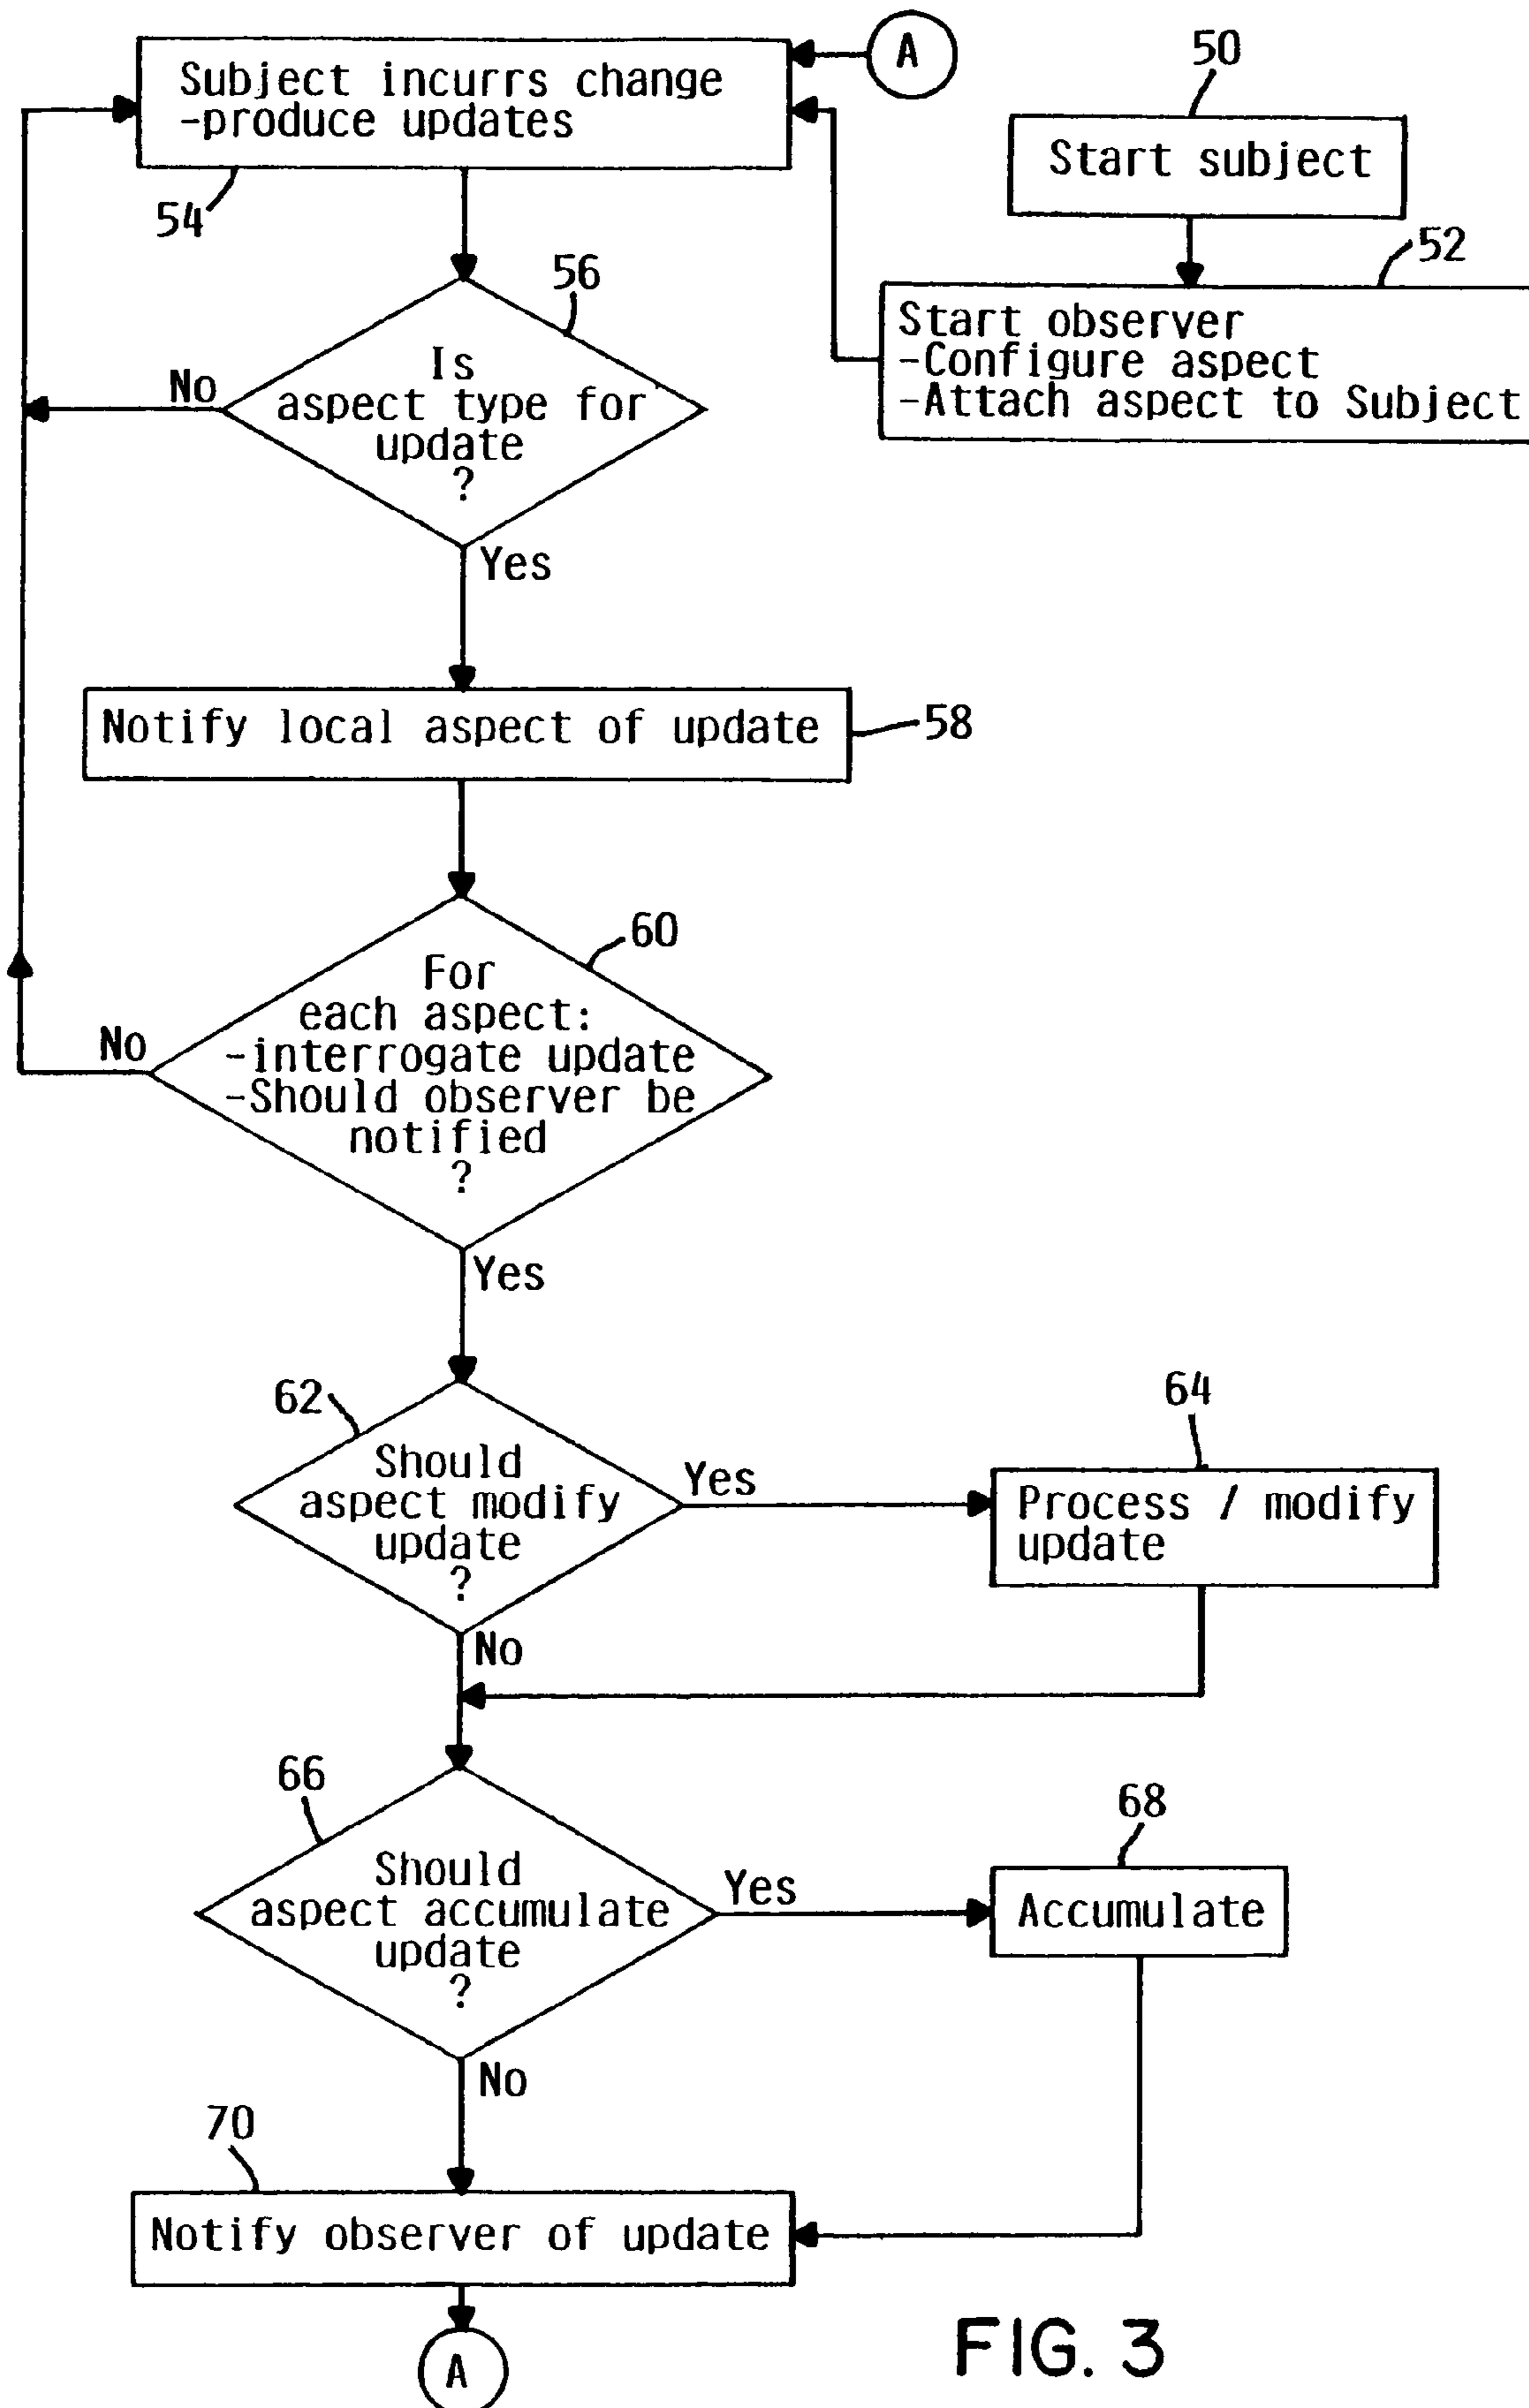 A
50
Subject incurrs change
-produce updates
Start subject
54
52
56
Start observer
-Configure aspect
-Attach aspect to Subject
Is
aspect type for
update
?
No
Yes
Notify local aspect of update
58
60
For
each aspect:
-interrogate update
-Should observer be
notified
?
No
Yes
62
64
Should
aspect modify
update
?
Yes
Process / modify
update
No
66
68
Should
aspect accumulate
update
?
Yes
Accumulate
No
70
Notify observer of update
A
FIG. 3